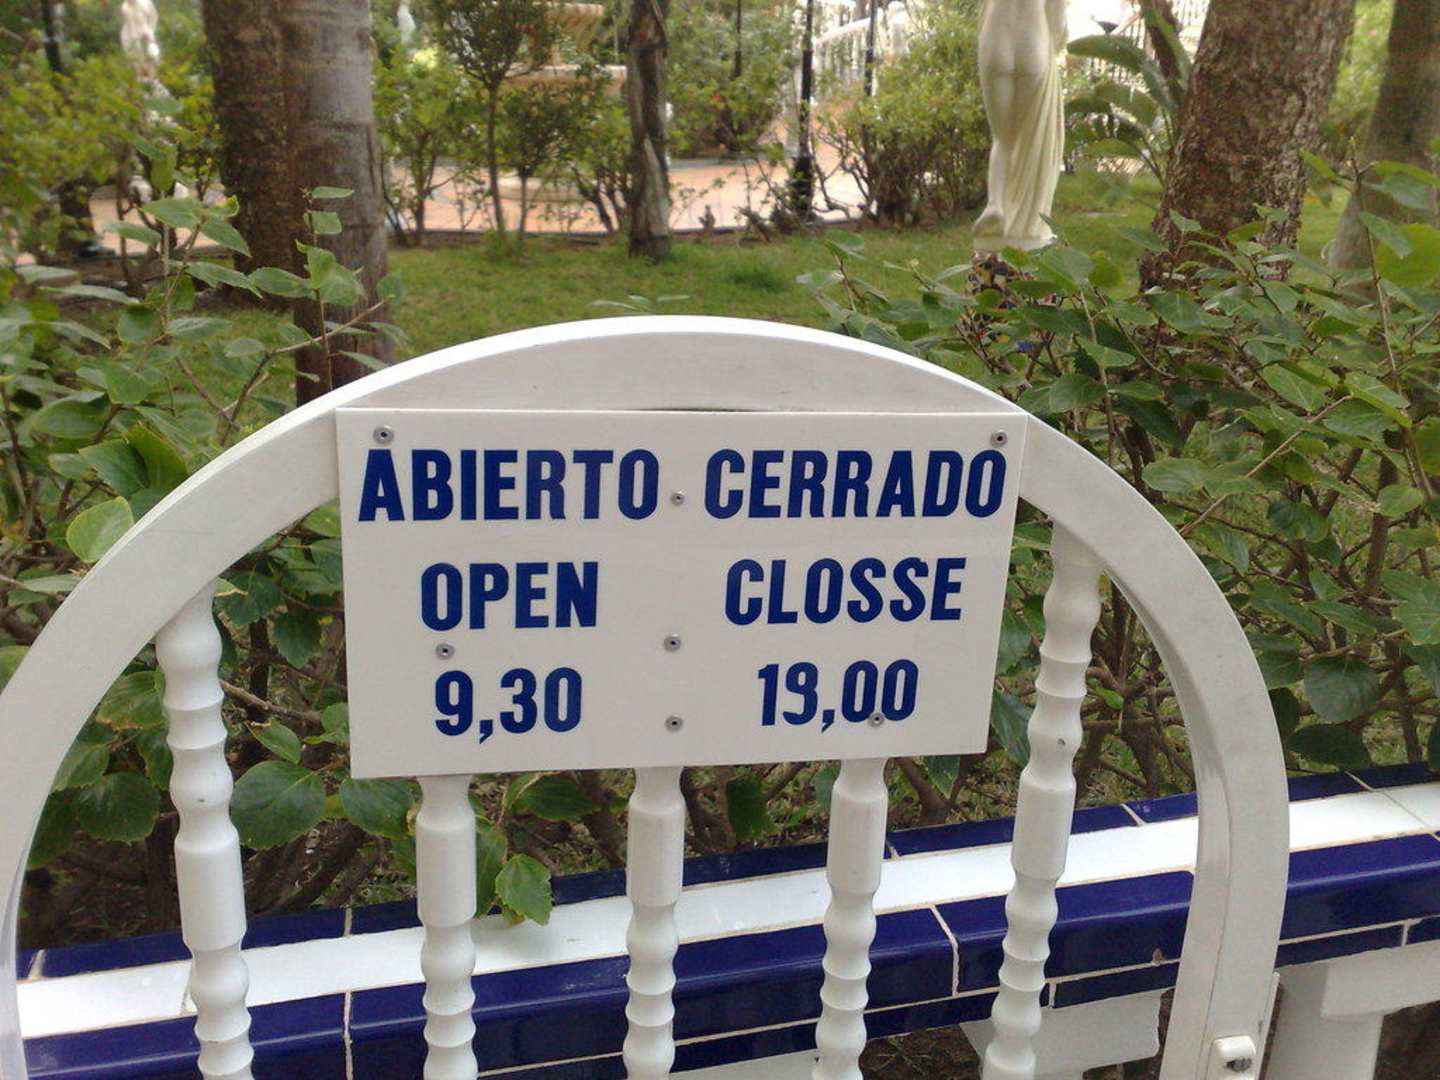 ABIERTO CERRADO
OPEN CLOSSE
9,30 19,00